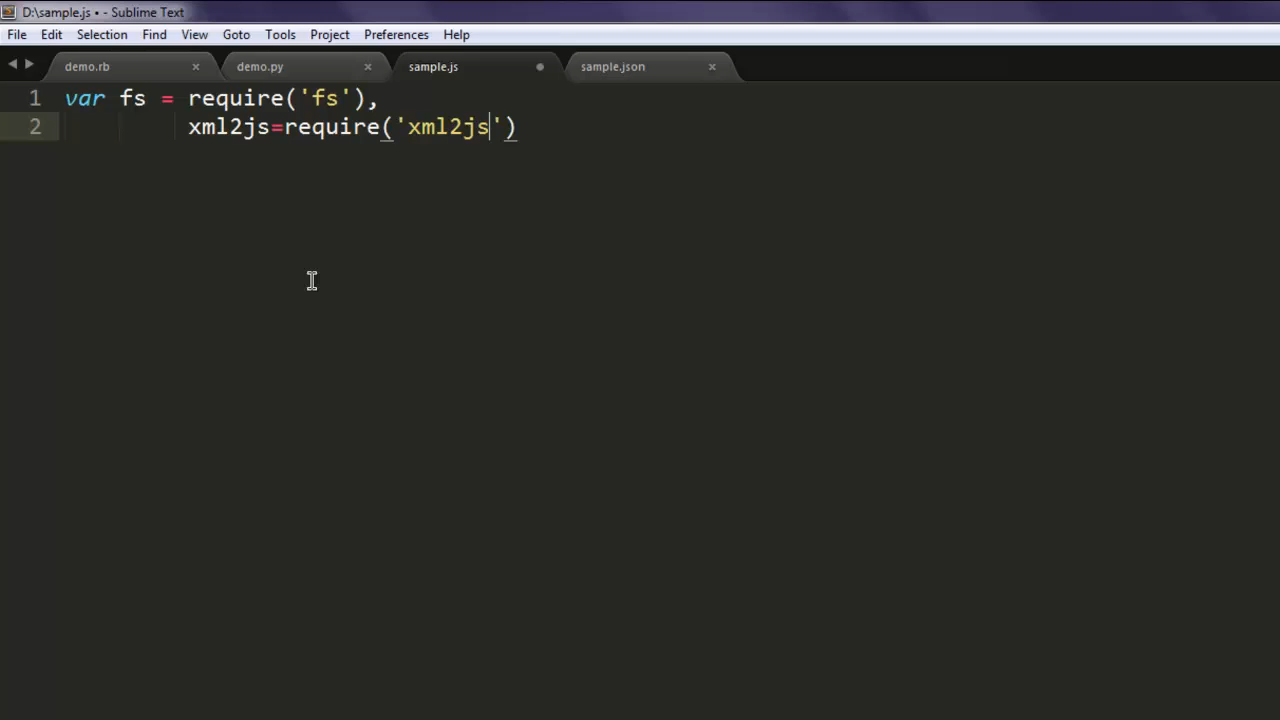 D:\sample.js • - Sublime Text
File Edit Selection Find View Goto Tools Project Preferences Help
demo.rb × demo.py × sample.js sample.json ×
1 var fs = require('fs'),
2 xml2js=require('xml2js')